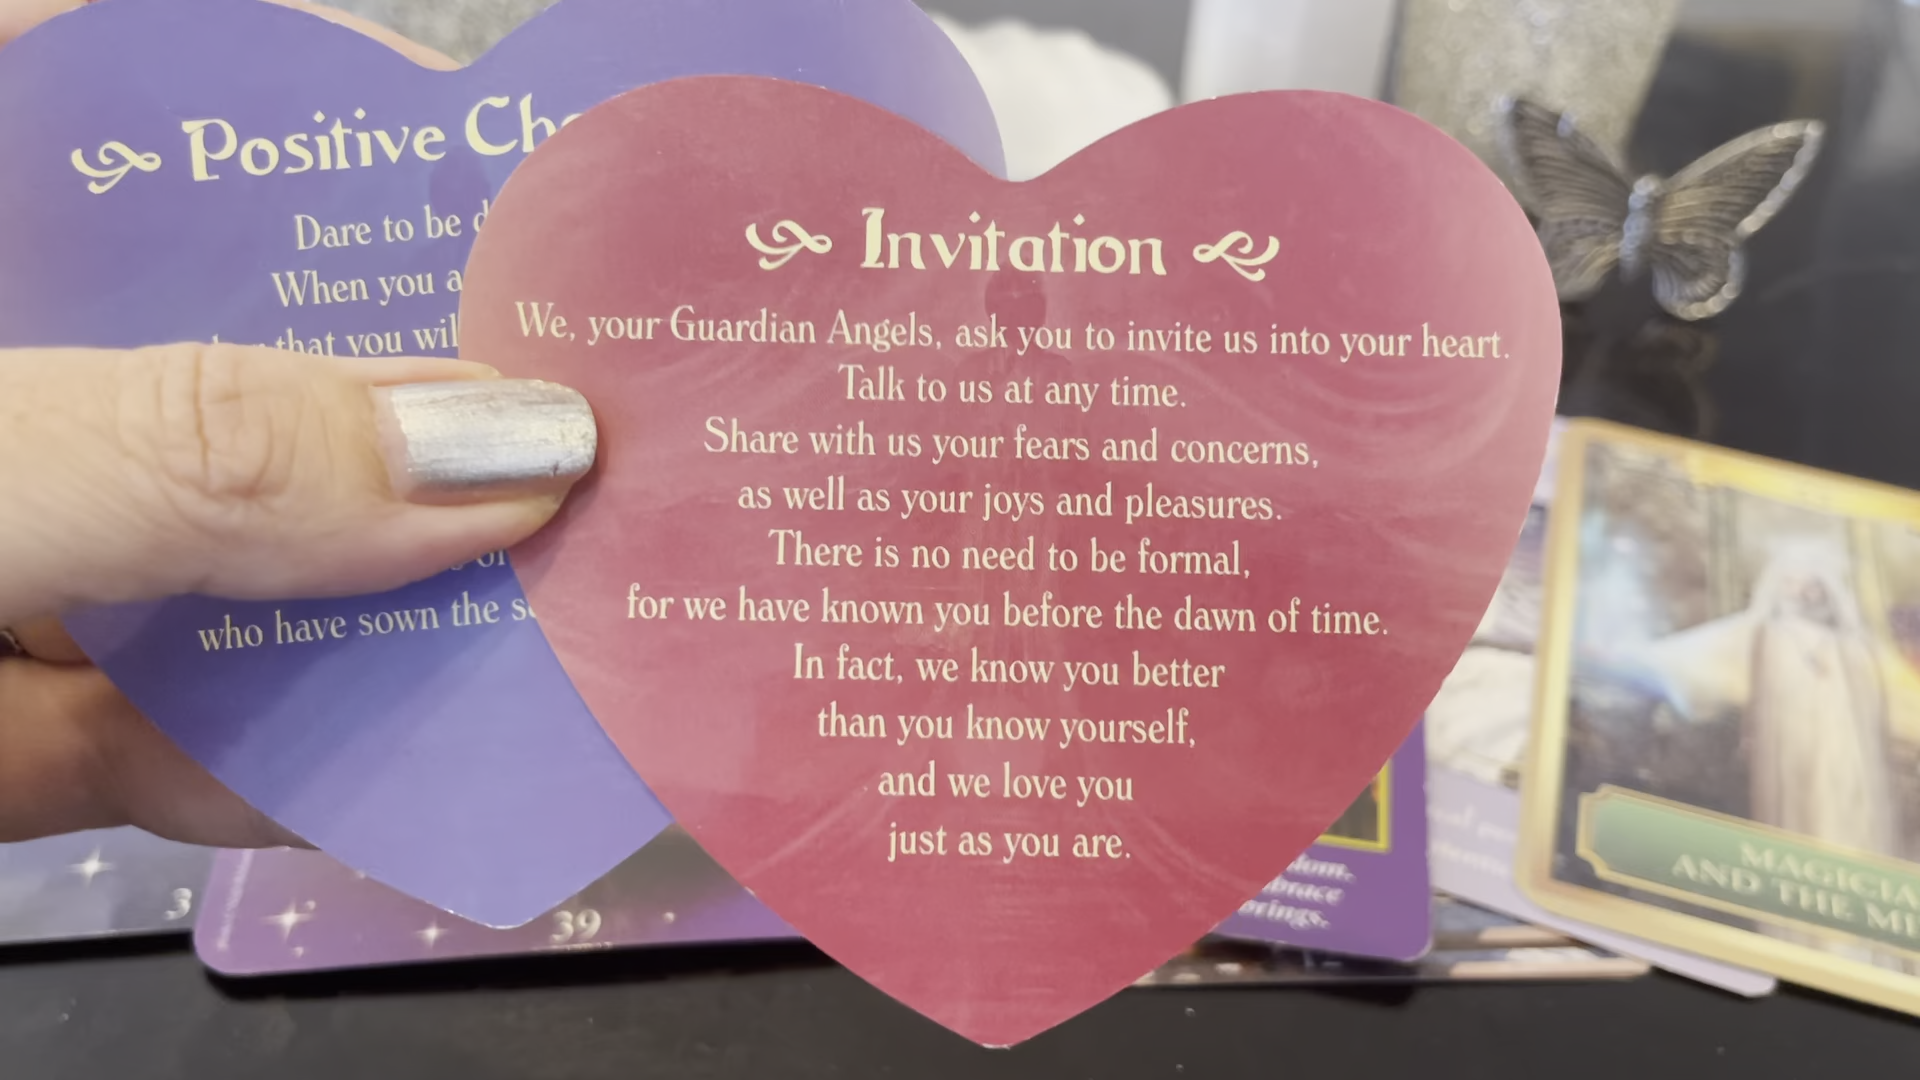 Positive
Dare to be
When you
that you
who have sown the
Invitation
We, your Guardian Angels, ask you to invite us into your heart.
Talk to us at any time.
Share with us your fears and concerns,
as well as your joys and pleasures.
There is no need to be formal,
for we have known you before the dawn of time.
In fact, we know you better
than you know yourself,
and we love you
just as you are.
3
39
MAGICIA
AND THE MI